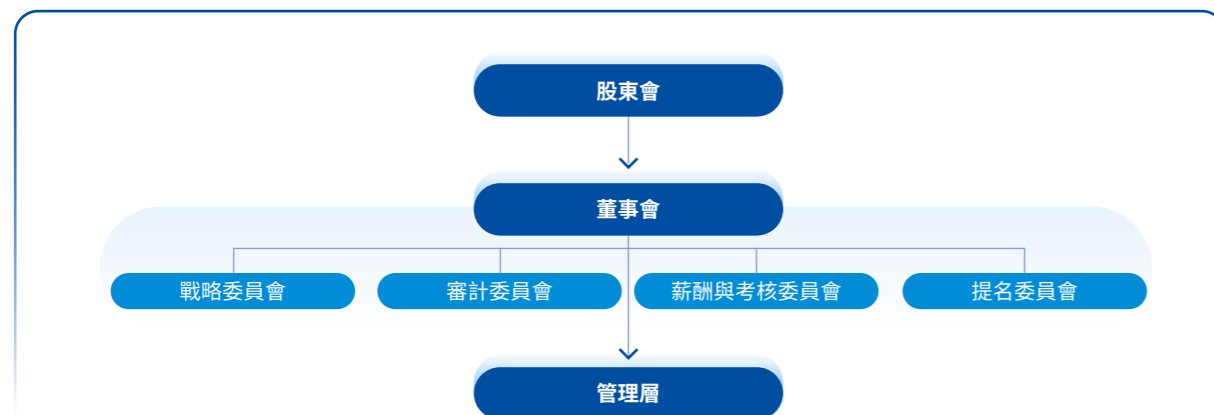 股東會
董事會
戰略委員會
審計委員會
薪酬與考核委員會
提名委員會
管理層